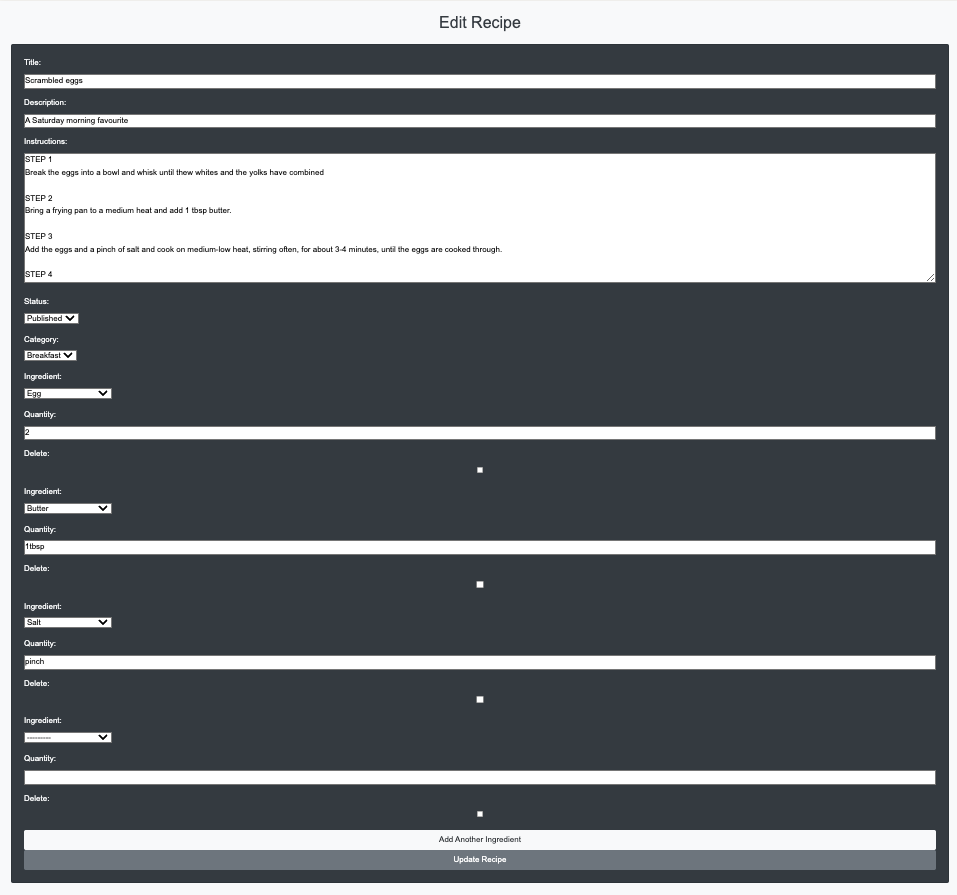 Edit Recipe
Title:
Scrambled eggs
Description:
A Saturday morning favourite
Instructions:
STEP 1
Break the eggs into a bowl and whisk until thew whites and the yolks have combined
STEP 2
Bring a frying pan to a medium heat and add 1 tbsp butter.
STEP 3
Add the eggs and a pinch of salt and cook on medium-low heat, stirring often, for about 3-4 minutes, until the eggs are cooked through.
STEP 4
Status:
Published
Category:
Breakfast
Ingredient:
Egg
Quantity:
2
Delete:
Ingredient:
Butter
Quantity:
1tbsp
Delete:
Ingredient:
Salt
Quantity:
pinch
Delete:
Ingredient:
---------
Quantity:
Delete:
Add Another Ingredient
Update Recipe